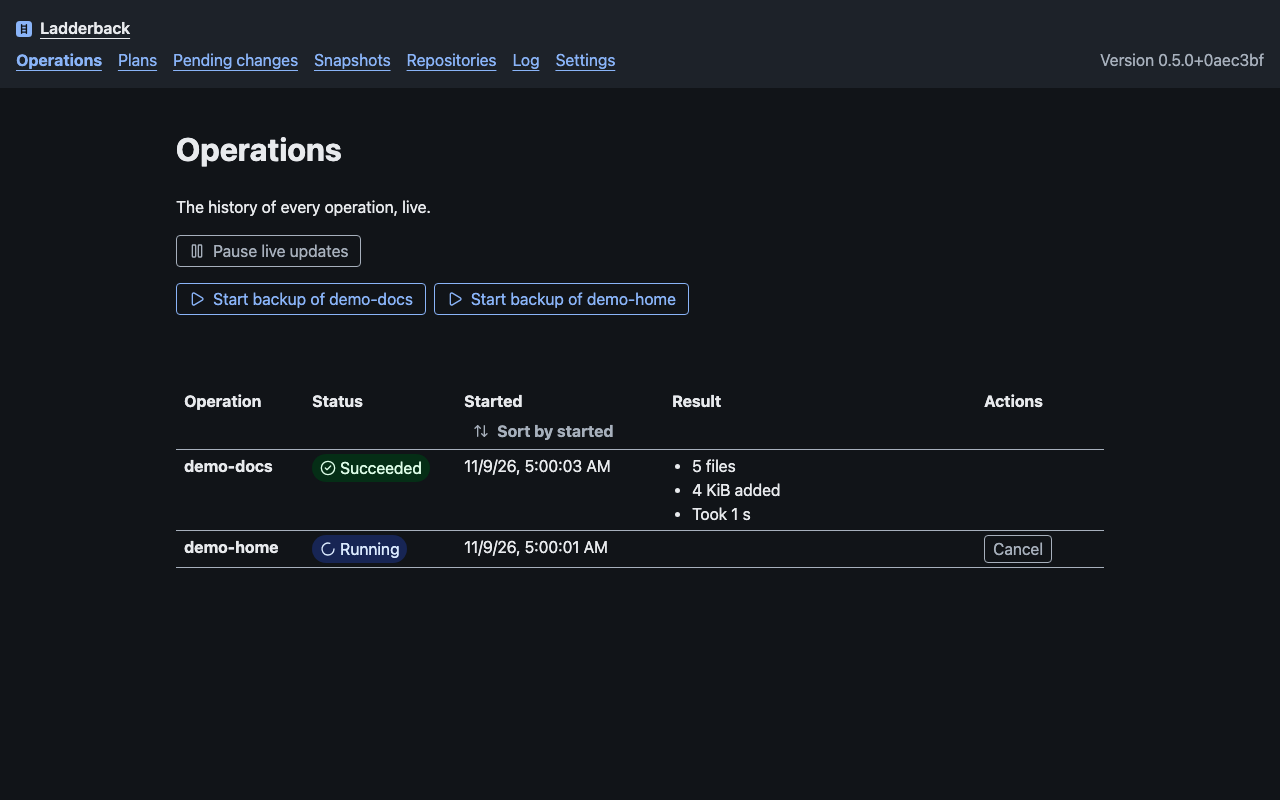 Ladderback
Operations Plans Pending changes Snapshots Repositories Log Settings Version 0.5.0+0aec3bf
Operations
The history of every operation, live.
Pause live updates
Start backup of demo-docs Start backup of demo-home
Operation Status Started Result Actions
Sort by started
demo-docs Succeeded 11/9/26, 5:00:03 AM • 5 files
• 4 KiB added
• Took 1 s
demo-home Running 11/9/26, 5:00:01 AM Cancel